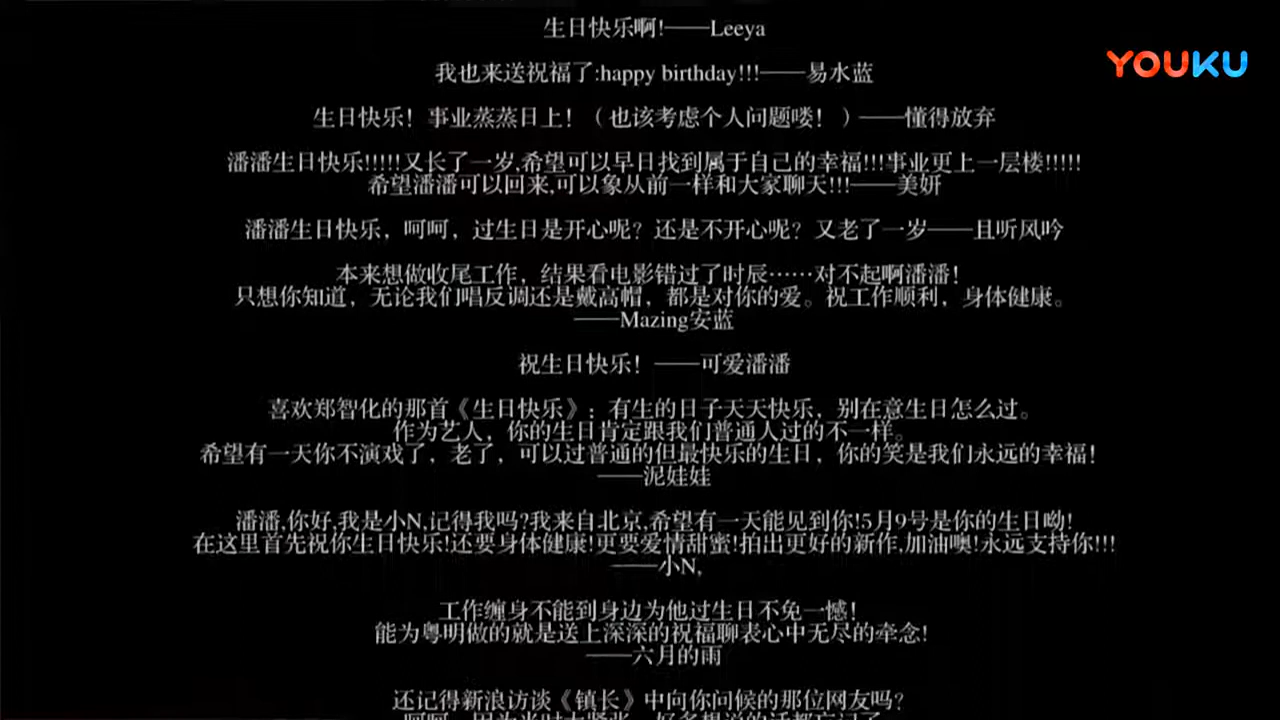 生日快乐啊!——Leeya
YOUKU
我也来送祝福了:happy birthday!!!——易水蓝
生日快乐！事业蒸蒸日上！（也该考虑个人问题喽！）——懂得放弃
潘潘生日快乐!!!!!又长了一岁,希望可以早日找到属于自己的幸福!!!事业更上一层楼!!!!!
希望潘潘可以回来,可以象从前一样和大家聊天!!!——美妍
潘潘生日快乐，呵呵，过生日是开心呢？还是不开心呢？又老了一岁——且听风吟
本来想做收尾工作，结果看电影错过了时辰……对不起啊潘潘！
只想你知道，无论我们唱反调还是戴高帽，都是对你的爱。祝工作顺利，身体健康。
——Mazing安蓝
祝生日快乐！——可爱潘潘
喜欢郑智化的那首《生日快乐》：有生的日子天天快乐，别在意生日怎么过。
作为艺人，你的生日肯定跟我们普通人过的不一样。
希望有一天你不演戏了，老了，可以过普通的但最快乐的生日，你的笑是我们永远的幸福！
——泥娃娃
潘潘,你好,我是小N,记得我吗?我来自北京,希望有一天能见到你!5月9号是你的生日呦!
在这里首先祝你生日快乐!还要身体健康!更要爱情甜蜜!拍出更好的新作,加油噢!永远支持你!!!
——小N,
工作缠身不能到身边为他过生日不免一憾！
能为粤明做的就是送上深深的祝福聊表心中无尽的牵念!
——六月的雨
还记得新浪访谈《镇长》中向你问候的那位网友吗？